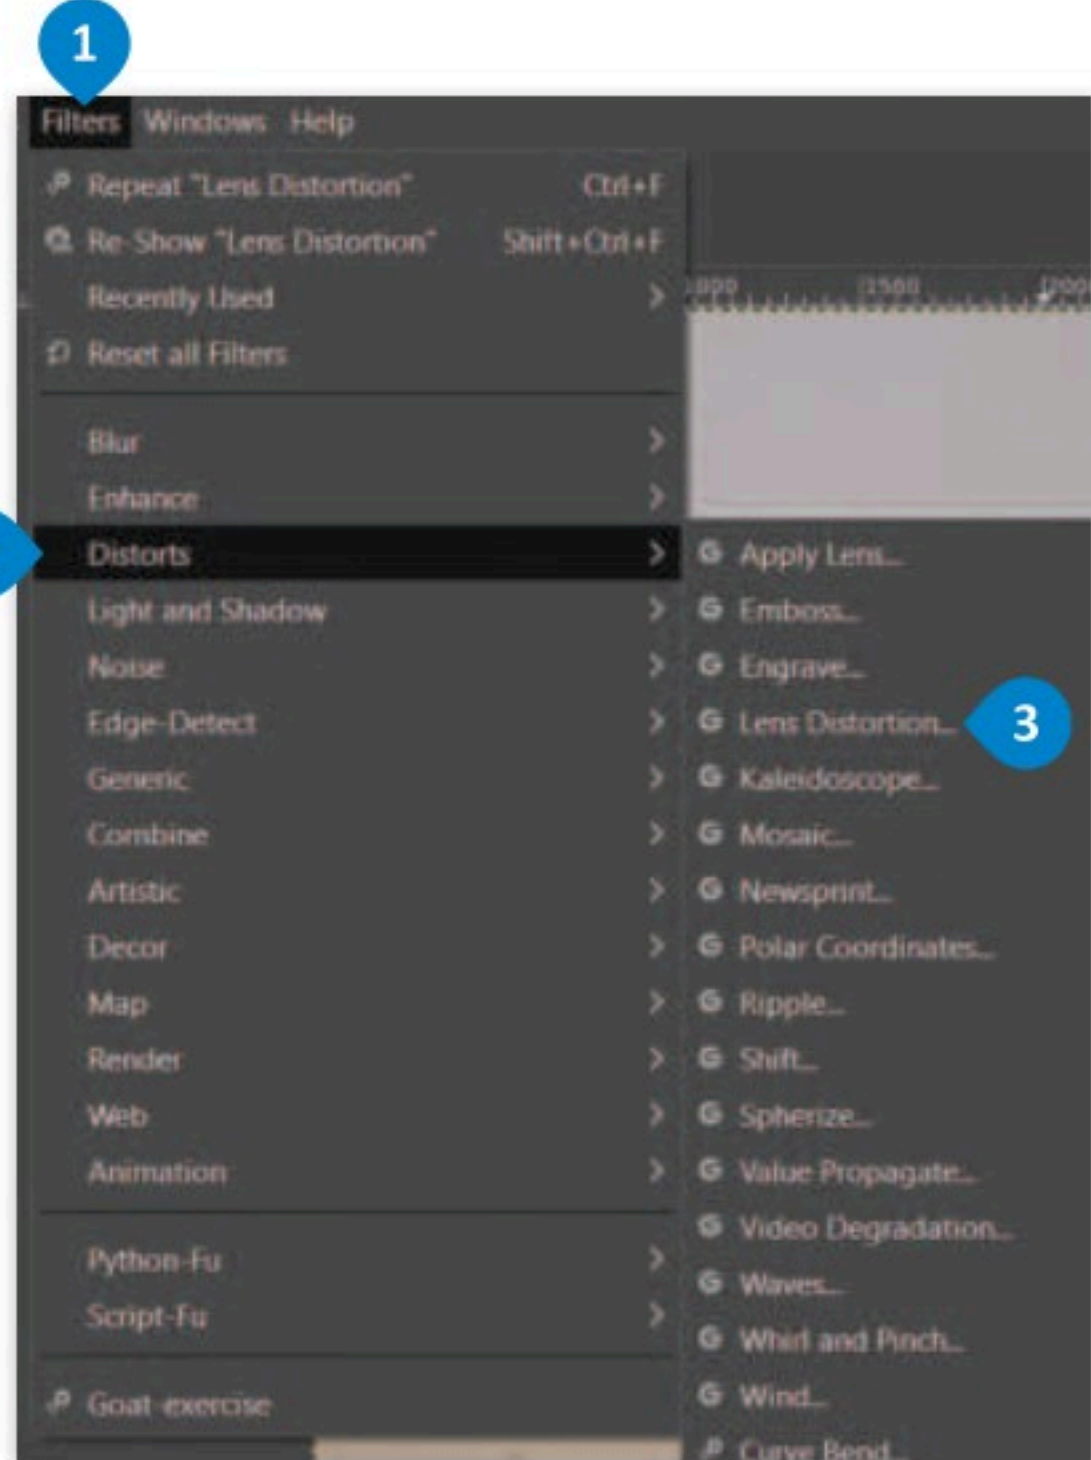 1
Filters Windows Help
Repeat "Lens Distortion" Ctrl+F
Re-Show "Lens Distortion" Shift+Ctrl+F
Recently Used
1000 1500 2000
Reset all Filters
Blur
Enhance
Distorts
Light and Shadow
Noise
Edge-Detect
Generic
Combine
Artistic
Decor
Map
Render
Web
Animation
Python-Fu
Script-Fu
Goat-exercise
Apply Lens...
Emboss...
Engrave...
Lens Distortion... 3
Kaleidoscope...
Mosaic...
Newsprint...
Polar Coordinates...
Ripple...
Shift...
Spherize...
Value Propagate...
Video Degradation...
Waves...
Whirl and Pinch...
Wind...
Curve Bend...